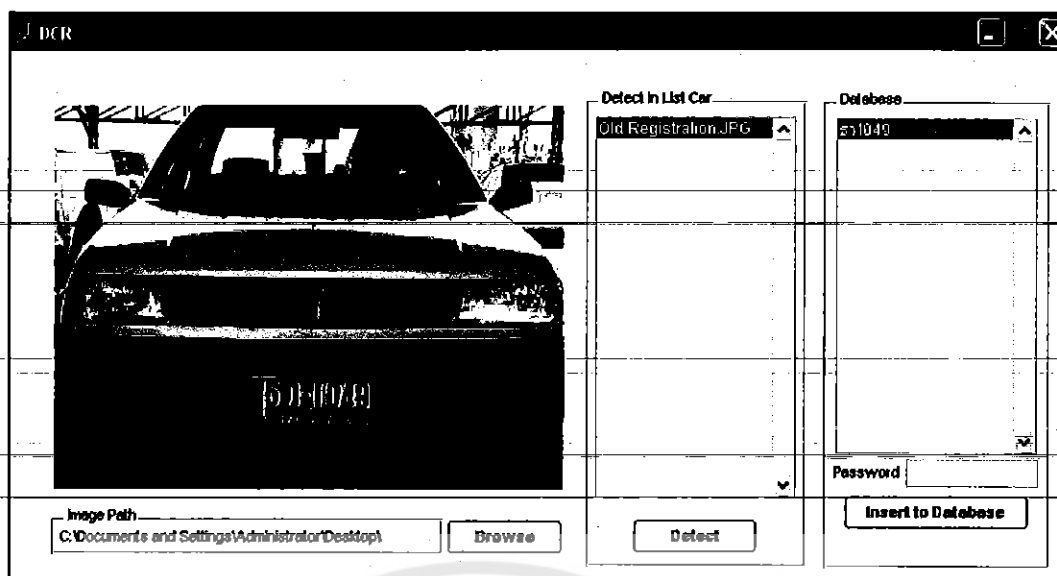 DCR
Detect in List Car
Old Registration.JPG
Database
Password
Insert to Database
Image Path
C:\Documents and Settings\Administrator\Desktop\
Browse
Detect